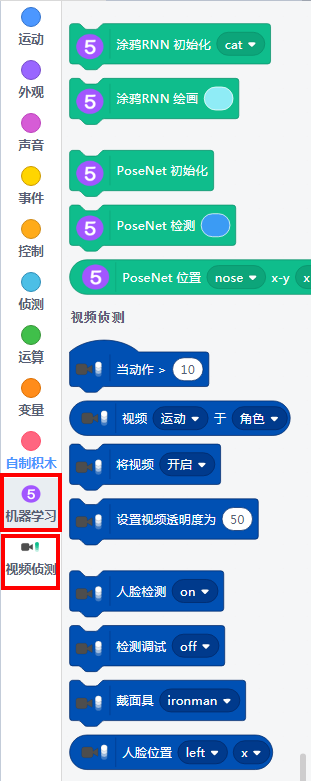 运动
外观
声音
事件
控制
侦测
运算
变量
自制积木
5
机器学习
视频侦测
5 涂鸦RNN 初始化 cat
5 涂鸦RNN 绘画
5 PoseNet 初始化
5 PoseNet 检测
5 PoseNet 位置 nose x-y x
视频侦测
当动作 > 10
视频 运动 于 角色
将视频 开启
设置视频透明度为 50
人脸检测 on
检测调试 off
戴面具 ironman
人脸位置 left x